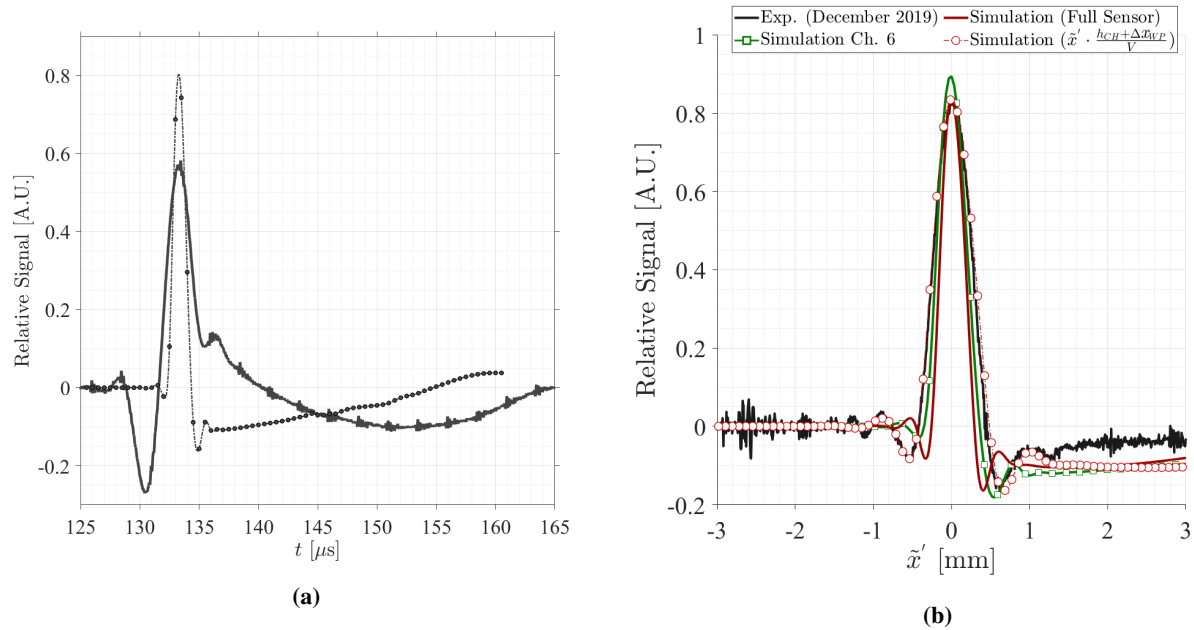 Exp. (December 2019)
Simulation (Full Sensor)
Simulation Ch. 6
Simulation (x̃′ · (h_CH+Δx_WP)/V)
0.8
0.6
0.4
0.2
0
-0.2
Relative Signal [A.U.]
125 130 135 140 145 150 155 160 165
t [μs]
(a)
1
0.8
0.6
0.4
0.2
0
-0.2
Relative Signal [A.U.]
-3 -2 -1 0 1 2 3
x̃′ [mm]
(b)